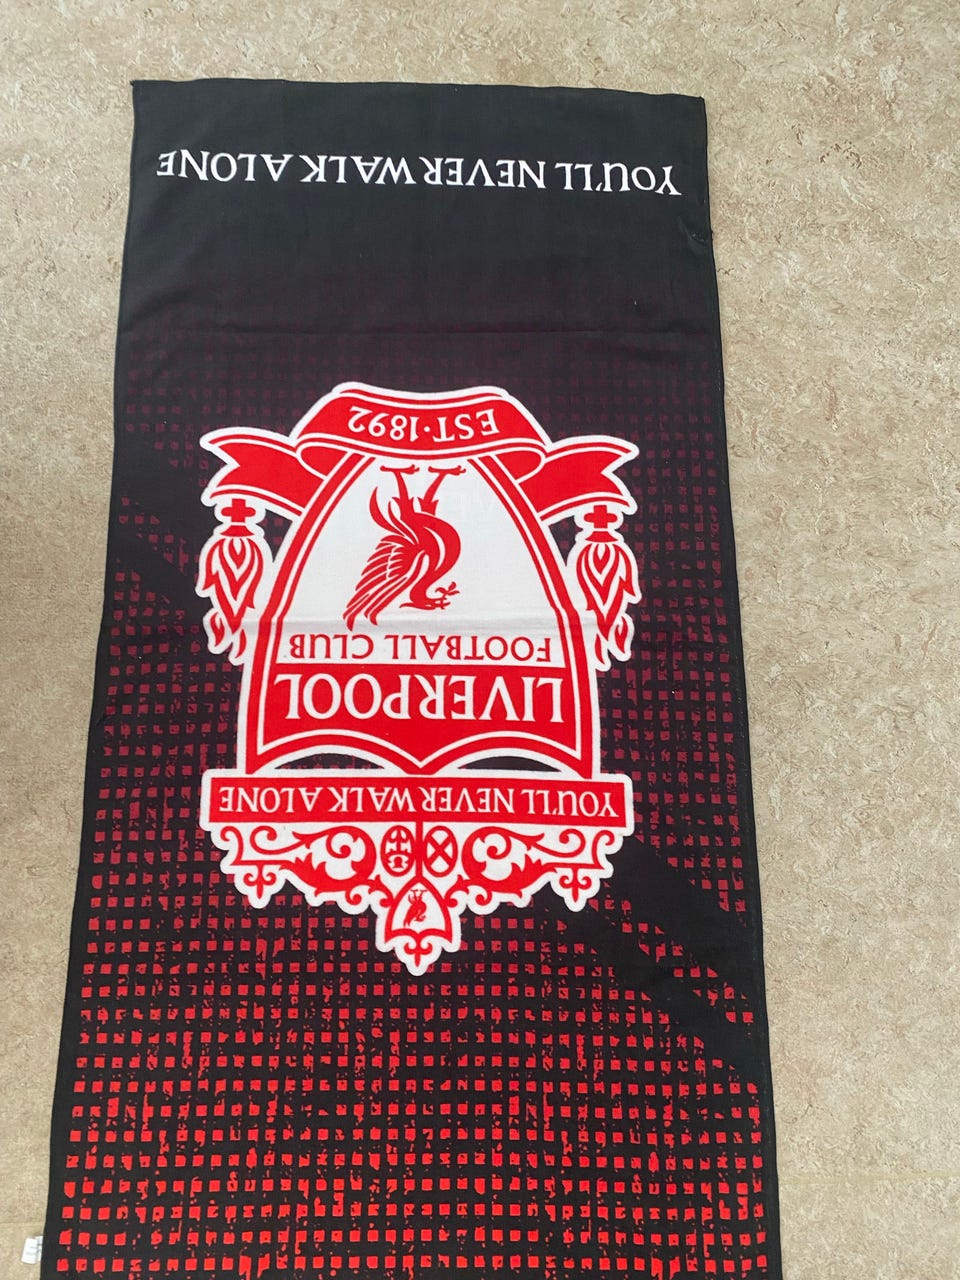 YOU'LL NEVER WALK ALONE
LIVERPOOL
FOOTBALL CLUB
EST·1892
YOU'LL NEVER WALK ALONE